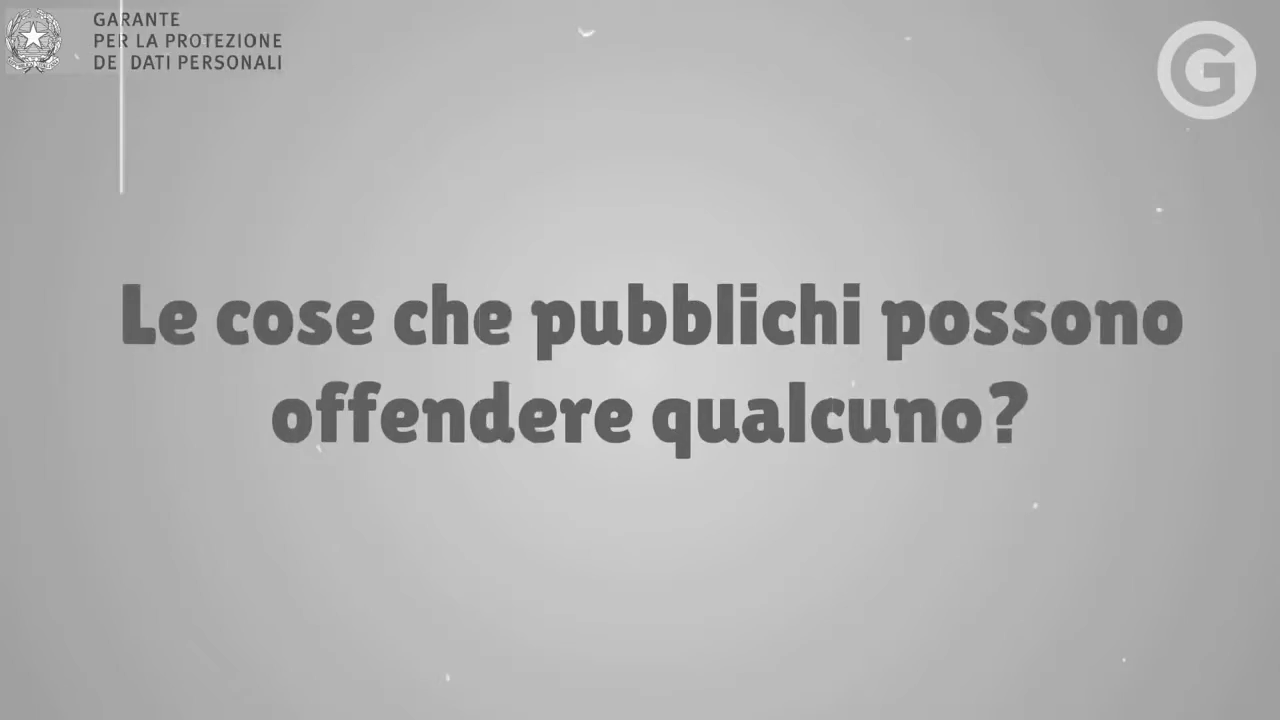 GARANTE
PER LA PROTEZIONE
DEI DATI PERSONALI
G
Le cose che pubblichi possono
offendere qualcuno?